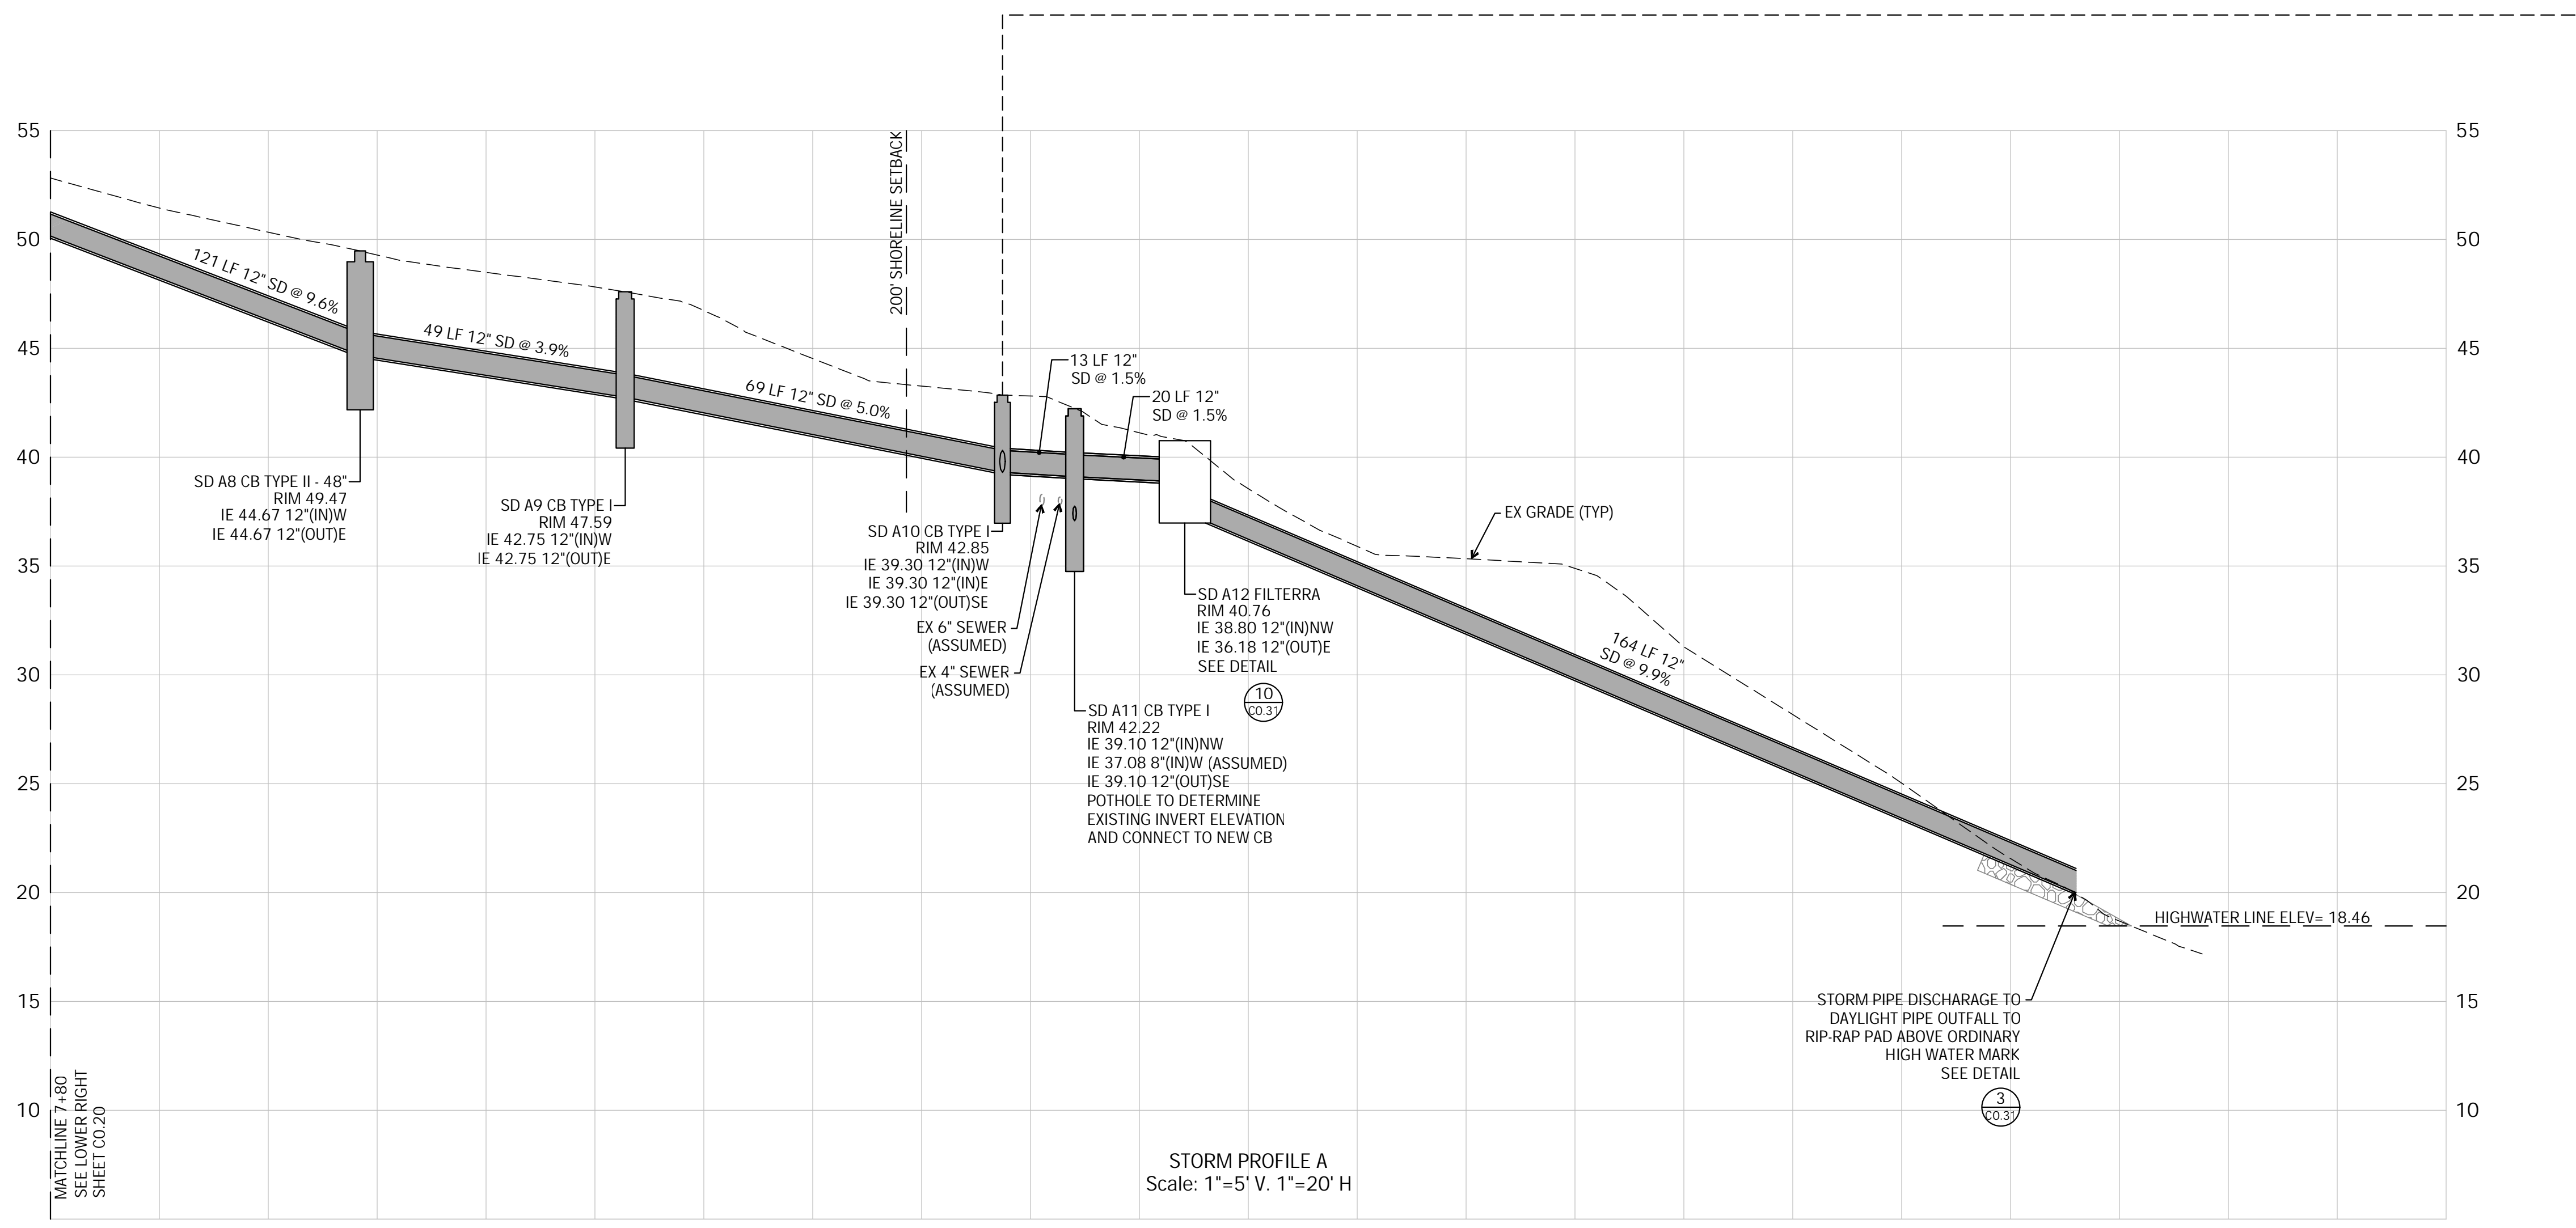 55
50
45
40
35
30
25
20
15
10
55
50
45
40
35
30
25
20
15
10
121 LF 12" SD @ 9.6%
49 LF 12" SD @ 3.9%
69 LF 12" SD @ 5.0%
200' SHORELINE SETBACK
13 LF 12"
SD @ 1.5%
20 LF 12"
SD @ 1.5%
SD A8 CB TYPE II - 48"
RIM 49.47
IE 44.67 12"(IN)W
IE 44.67 12"(OUT)E
SD A9 CB TYPE I
RIM 47.59
IE 42.75 12"(IN)W
IE 42.75 12"(OUT)E
SD A10 CB TYPE I
RIM 42.85
IE 39.30 12"(IN)W
IE 39.30 12"(IN)E
IE 39.30 12"(OUT)SE
EX 6" SEWER
(ASSUMED)
EX 4" SEWER
(ASSUMED)
SD A12 FILTERRA
RIM 40.76
IE 38.80 12"(IN)NW
IE 36.18 12"(OUT)E
SEE DETAIL
10
C0.31
SD A11 CB TYPE I
RIM 42.22
IE 39.10 12"(IN)NW
IE 37.08 8"(IN)W (ASSUMED)
IE 39.10 12"(OUT)SE
POTHOLE TO DETERMINE
EXISTING INVERT ELEVATION
AND CONNECT TO NEW CB
EX GRADE (TYP)
164 LF 12"
SD @ 9.9%
HIGHWATER LINE ELEV= 18.46
STORM PIPE DISCHARAGE TO
DAYLIGHT PIPE OUTFALL TO
RIP-RAP PAD ABOVE ORDINARY
HIGH WATER MARK
SEE DETAIL
3
C0.31
MATCHLINE 7+80
SEE LOWER RIGHT
SHEET C0.20
STORM PROFILE A
Scale: 1"=5' V. 1"=20' H